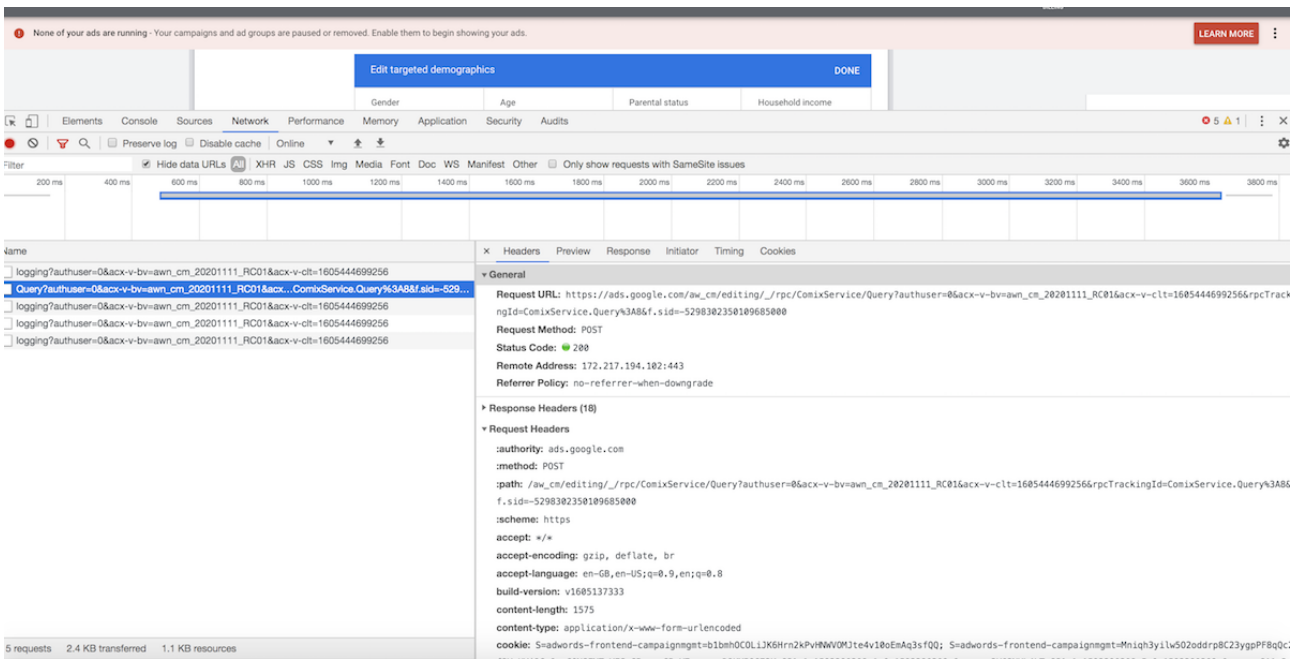 None of your ads are running - Your campaigns and ad groups are paused or removed. Enable them to begin showing your ads. LEARN MORE
Edit targeted demographics DONE
Gender Age Parental status Household income
Elements Console Sources Network Performance Memory Application Security Audits 5 1
Preserve log Disable cache Online
Filter Hide data URLs All XHR JS CSS Img Media Font Doc WS Manifest Other Only show requests with SameSite issues
200 ms 400 ms 600 ms 800 ms 1000 ms 1200 ms 1400 ms 1600 ms 1800 ms 2000 ms 2200 ms 2400 ms 2600 ms 2800 ms 3000 ms 3200 ms 3400 ms 3600 ms 3800 ms
Name × Headers Preview Response Initiator Timing Cookies
logging?authuser=0&acx-v-bv=awn_cm_20201111_RC01&acx-v-clt=1605444699256
Query?authuser=0&acx-v-bv=awn_cm_20201111_RC01&acx...ComixService.Query%3A8&f.sid=-529...
logging?authuser=0&acx-v-bv=awn_cm_20201111_RC01&acx-v-clt=1605444699256
logging?authuser=0&acx-v-bv=awn_cm_20201111_RC01&acx-v-clt=1605444699256
logging?authuser=0&acx-v-bv=awn_cm_20201111_RC01&acx-v-clt=1605444699256
General
Request URL: https://ads.google.com/aw_cm/editing/_/rpc/ComixService/Query?authuser=0&acx-v-bv=awn_cm_20201111_RC01&acx-v-clt=1605444699256&rpcTrack
ngId=ComixService.Query%3A8&f.sid=-5298302350109685000
Request Method: POST
Status Code: 200
Remote Address: 172.217.194.102:443
Referrer Policy: no-referrer-when-downgrade
Response Headers (18)
Request Headers
:authority: ads.google.com
:method: POST
:path: /aw_cm/editing/_/rpc/ComixService/Query?authuser=0&acx-v-bv=awn_cm_20201111_RC01&acx-v-clt=1605444699256&rpcTrackingId=ComixService.Query%3A8&
f.sid=-5298302350109685000
:scheme: https
accept: */*
accept-encoding: gzip, deflate, br
accept-language: en-GB,en-US;q=0.9,en;q=0.8
build-version: v1605137333
content-length: 1575
content-type: application/x-www-form-urlencoded
cookie: S=adwords-frontend-campaignmgmt=b1bmhOCOLiJK6Hrn2kPvHNWVOMJte4v10oEmAq3sfQQ; S=adwords-frontend-campaignmgmt=Mniqh3yilw5O2oddrn8C23ygpPFBqQc
5 requests 2.4 KB transferred 1.1 KB resources